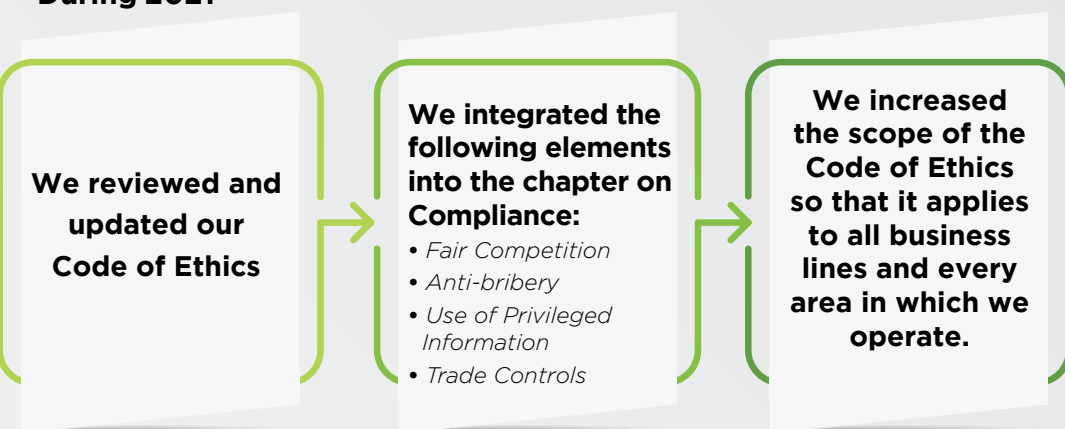 During 2021
We reviewed and
updated our
Code of Ethics
We integrated the
following elements
into the chapter on
Compliance:
• Fair Competition
• Anti-bribery
• Use of Privileged
Information
• Trade Controls
We increased
the scope of the
Code of Ethics
so that it applies
to all business
lines and every
area in which we
operate.